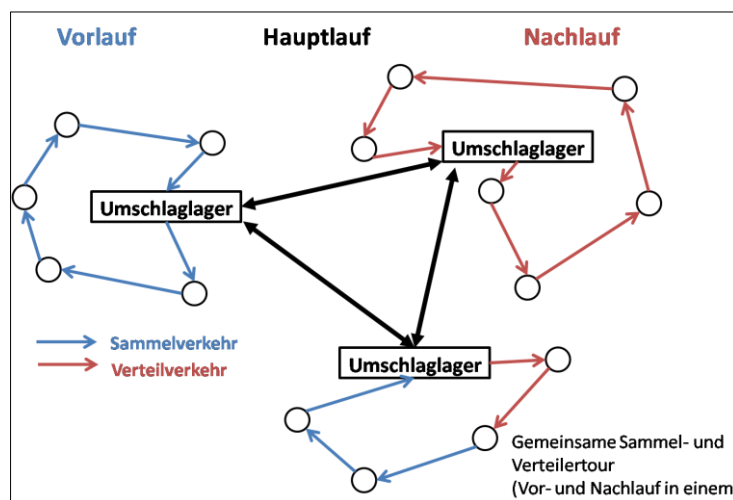 Vorlauf
Hauptlauf
Nachlauf
Umschlaglager
Umschlaglager
Sammelverkehr
Verteilverkehr
Umschlaglager
Gemeinsame Sammel- und
Verteilertour
(Vor- und Nachlauf in einem